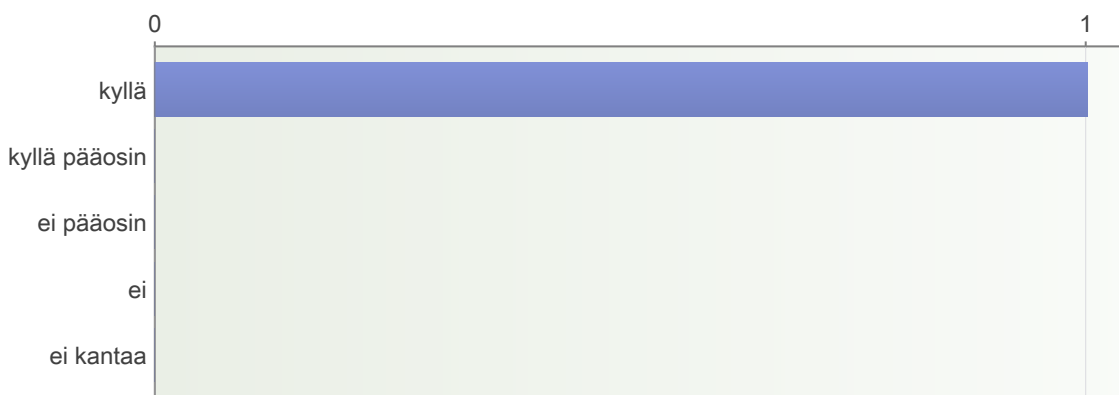 0 1
kyllä
kyllä pääosin
ei pääosin
ei
ei kantaa